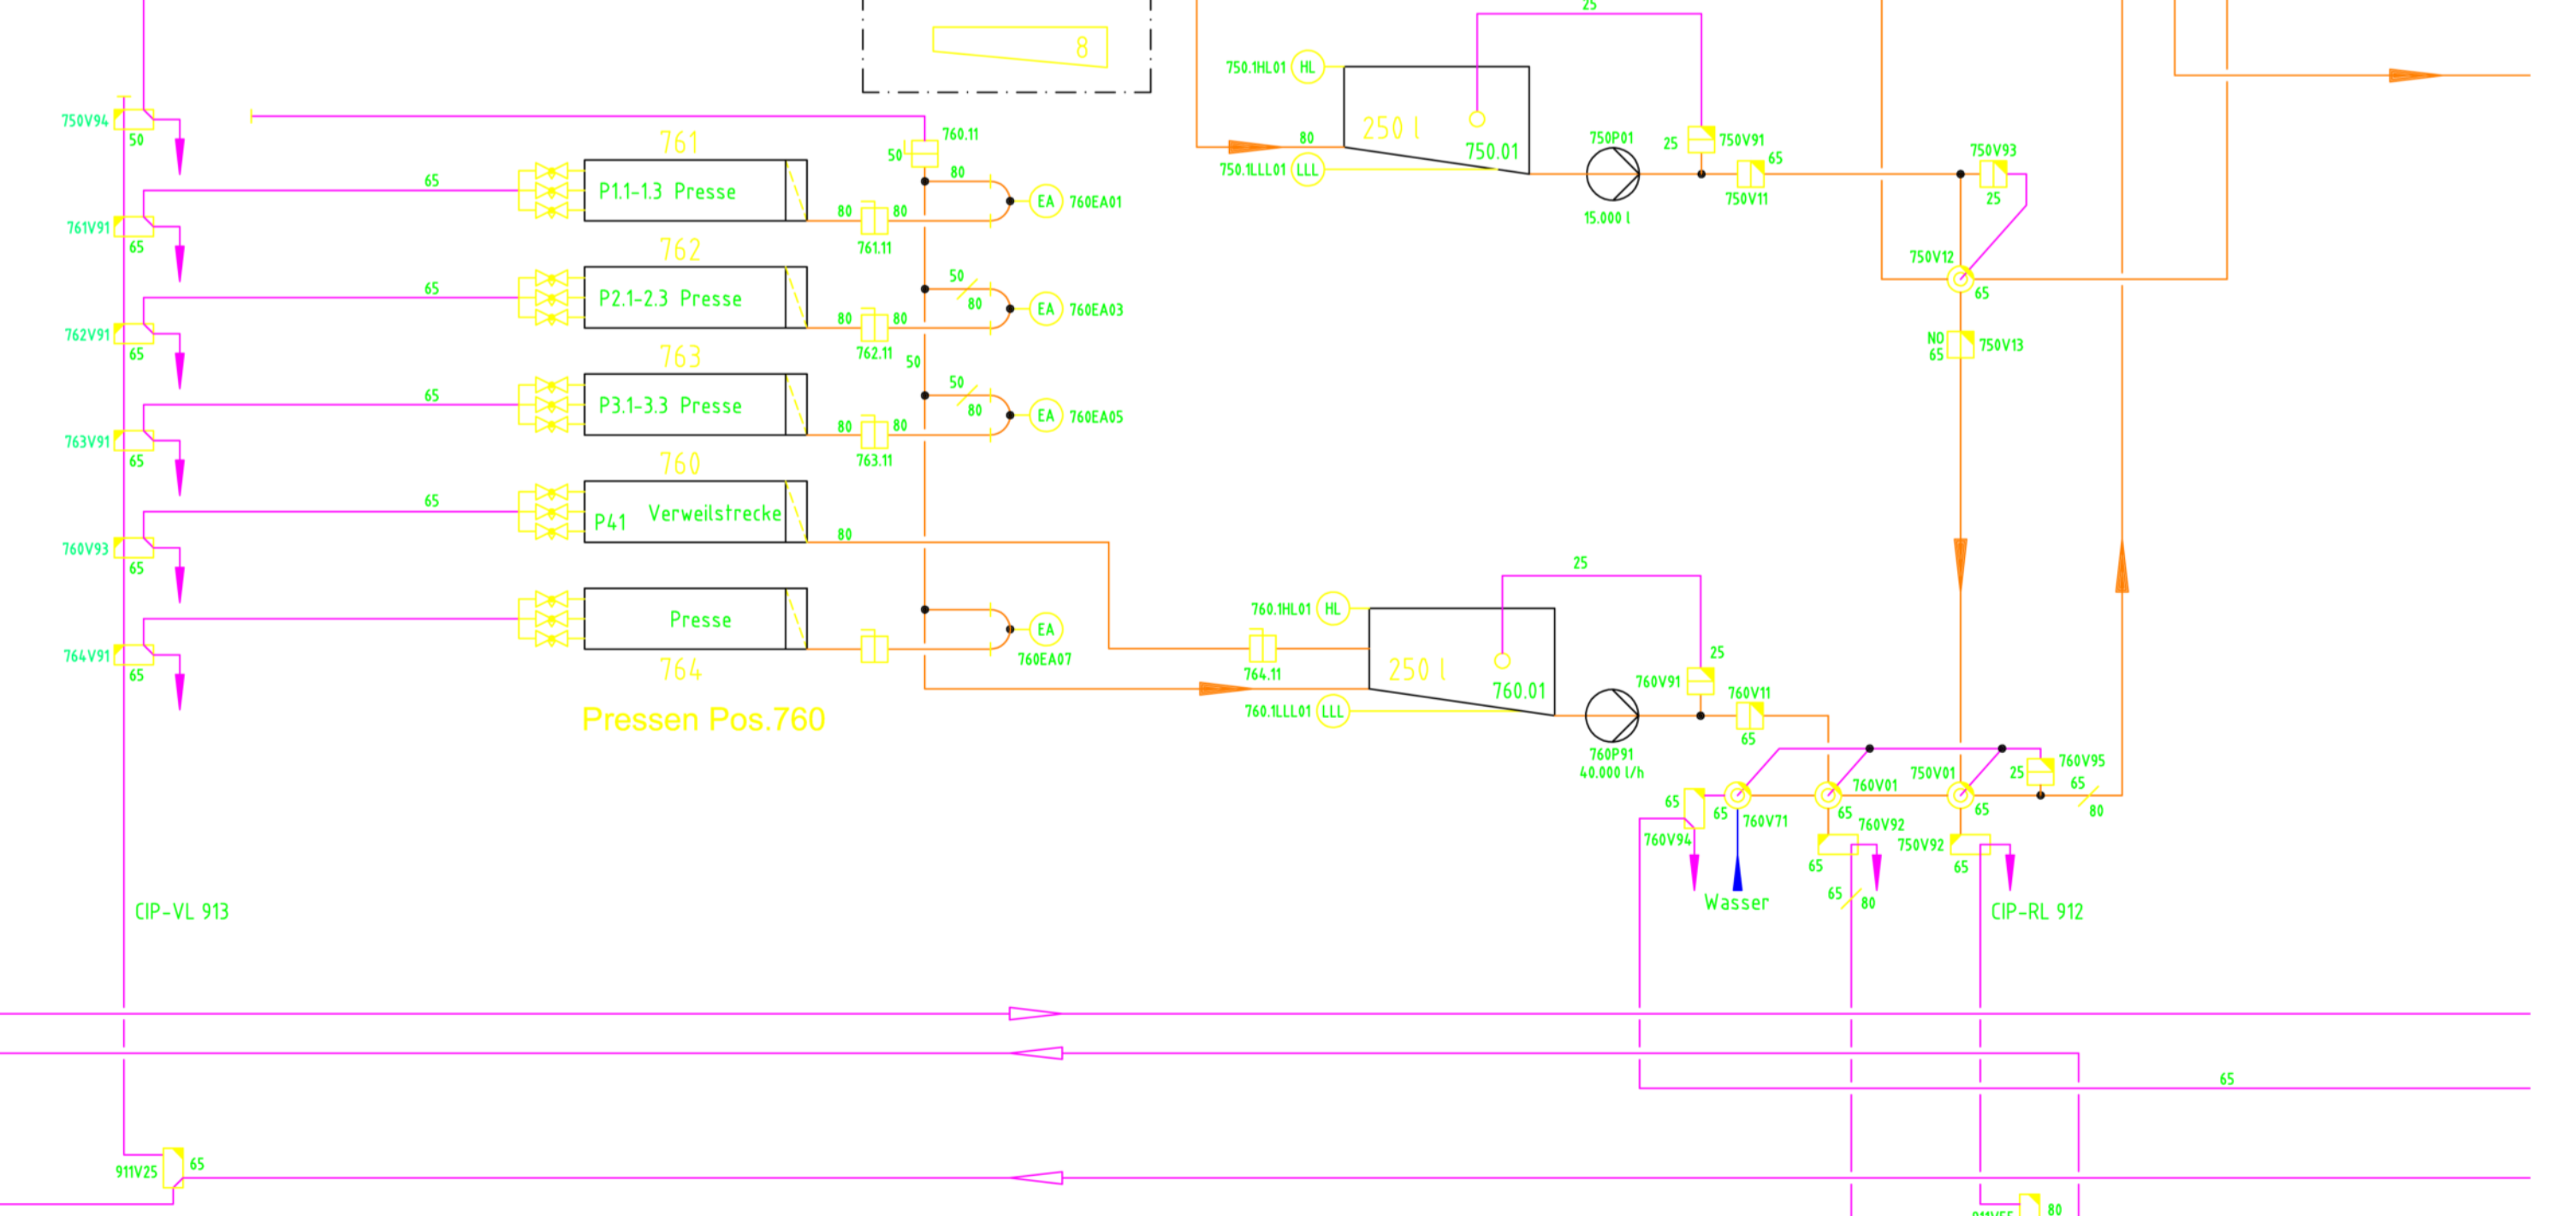 25
8
750.1HL01 HL
750V94
50
760.11
50
250 l
750.01
80
750.1LLL01 LLL
750P01
15.000 l
25
750V91
65
750V11
750V93
25
761
P1.1-1.3 Presse
65
80
80
80
761.11
EA 760EA01
761V91
65
762
P2.1-2.3 Presse
65
50
80
80
80
762.11
EA 760EA03
762V91
65
750V12
65
NO
65
750V13
50
763
P3.1-3.3 Presse
65
50
80
80
80
763.11
EA 760EA05
763V91
65
760
P41 Verweilstrecke
65
80
760V93
65
Presse
764
EA
760EA07
764V91
65
Pressen Pos.760
25
760.1HL01 HL
764.11
250 l
760.01
760.1LLL01 LLL
760P91
40.000 l/h
25
760V91
760V11
65
65
760V94
65
760V71
760V01
65
750V01
65
25
760V95
65
80
760V92
65
750V92
65
65
80
Wasser
CIP-VL 913
CIP-RL 912
65
911V25
65
80